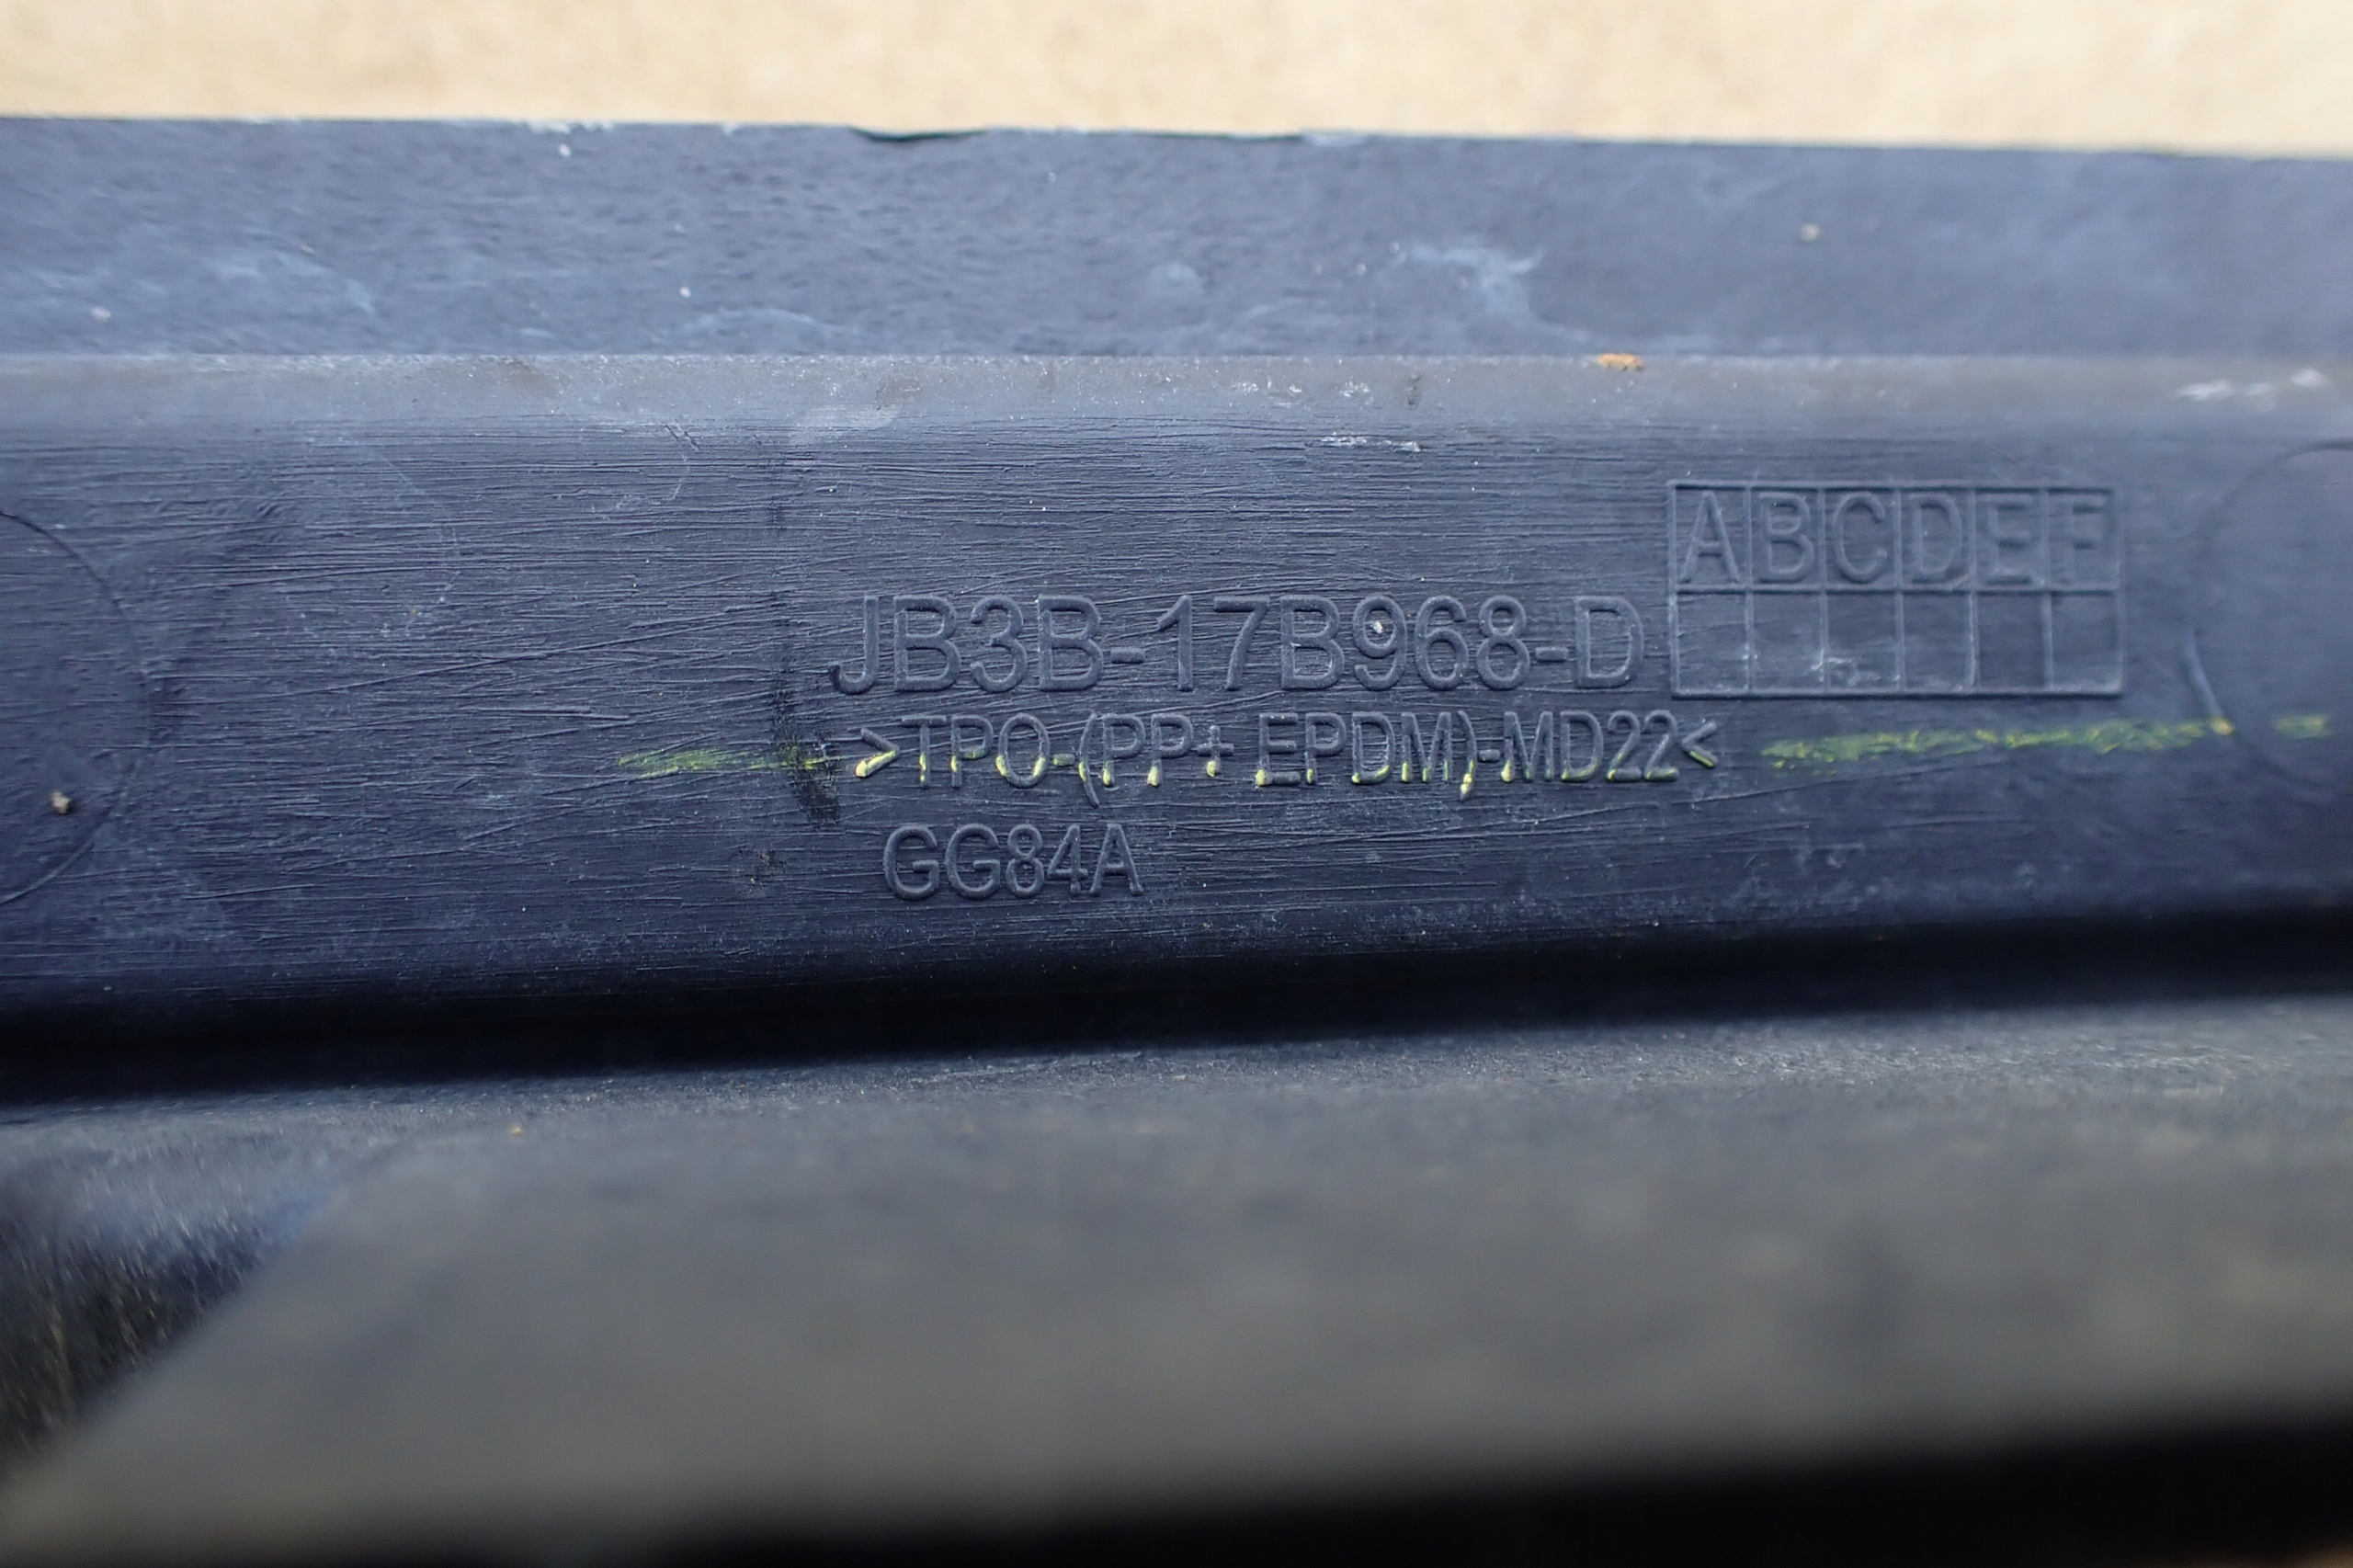 ABCDEF
JB3B-17B968-D
>TPO-(PP+ EPDM)-MD22<
GG84A